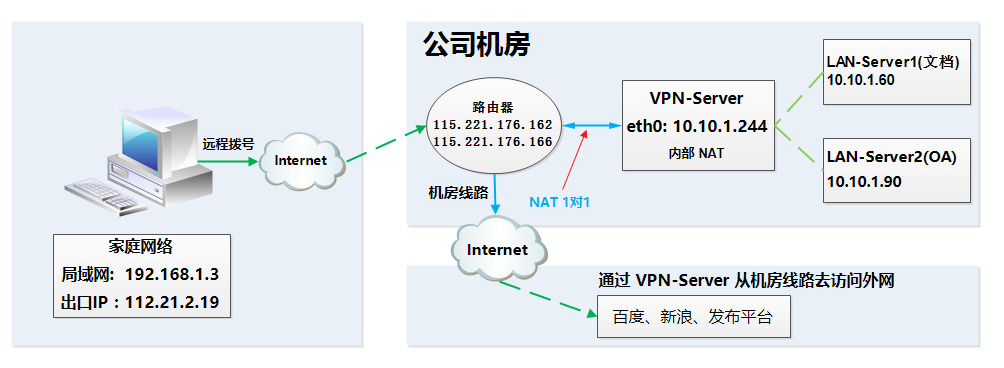 公司机房
远程拨号
Internet
路由器
115.221.176.162
115.221.176.166
VPN-Server
eth0: 10.10.1.244
内部 NAT
LAN-Server1(文档)
10.10.1.60
LAN-Server2(OA)
10.10.1.90
机房线路
NAT 1对1
Internet
家庭网络
局域网: 192.168.1.3
出口IP：112.21.2.19
通过 VPN-Server 从机房线路去访问外网
百度、新浪、发布平台